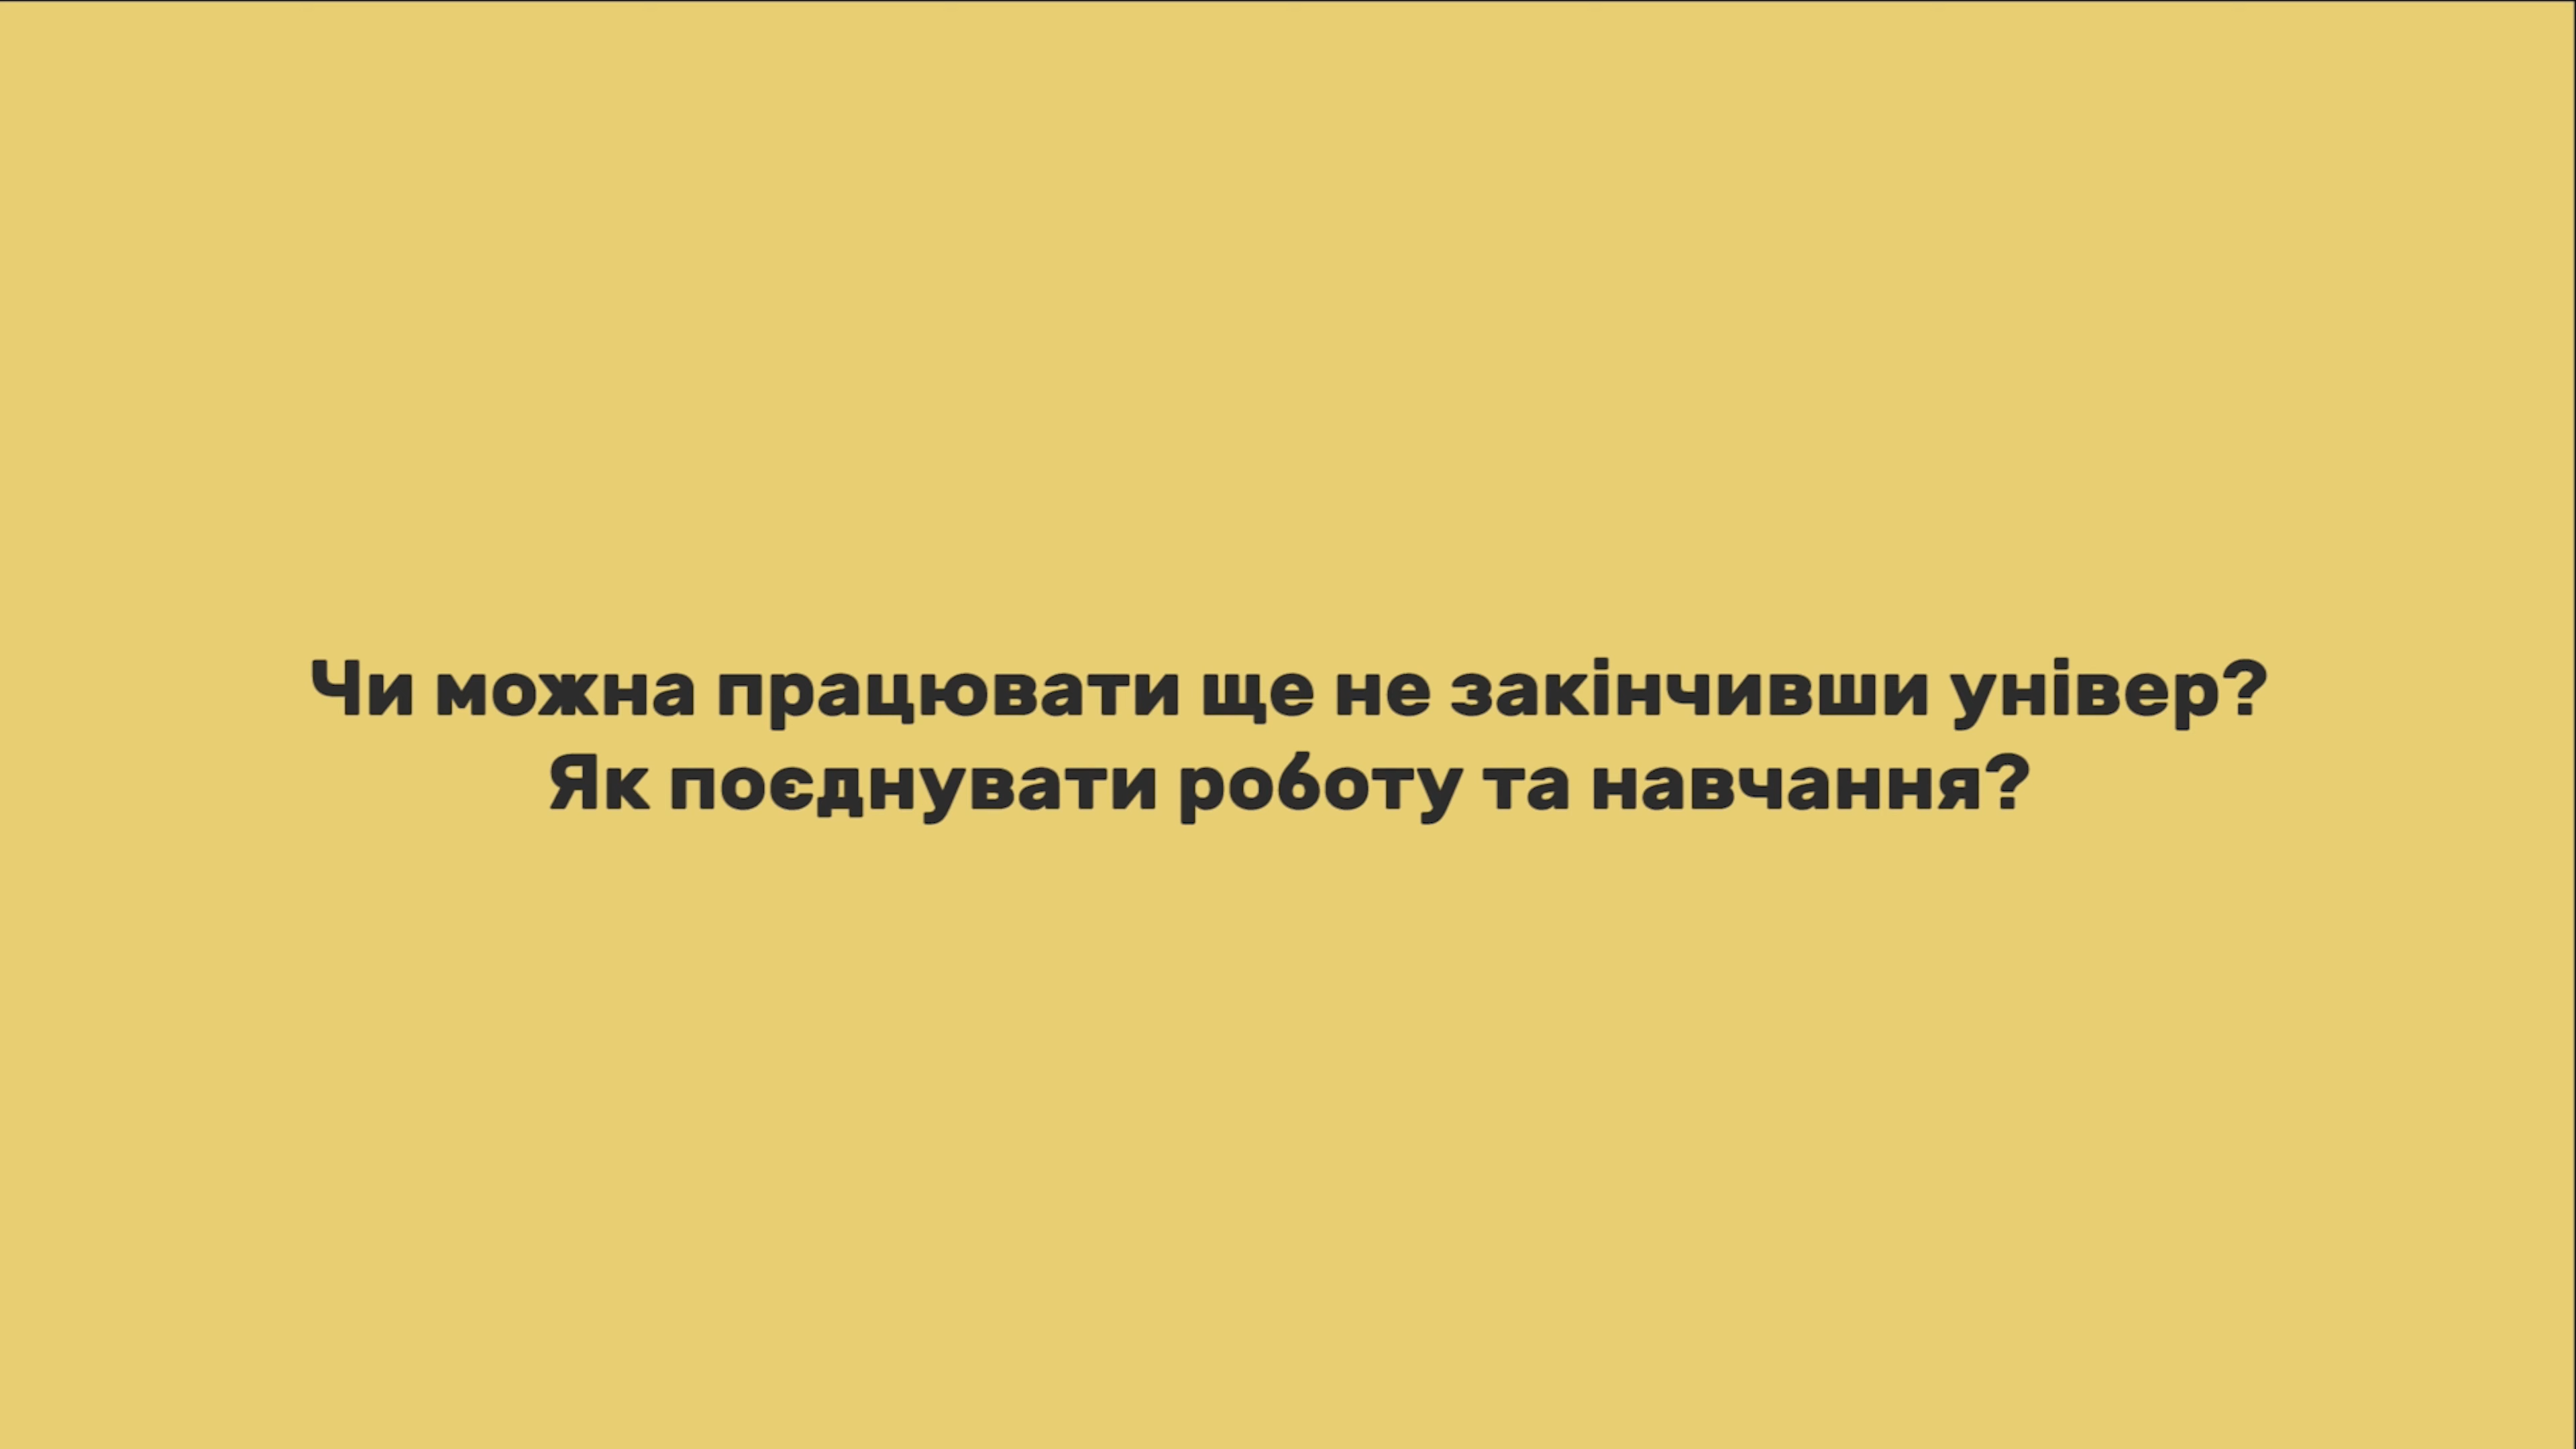 Чи можна працювати ще не закінчивши універ?
Як поєднувати роботу та навчання?